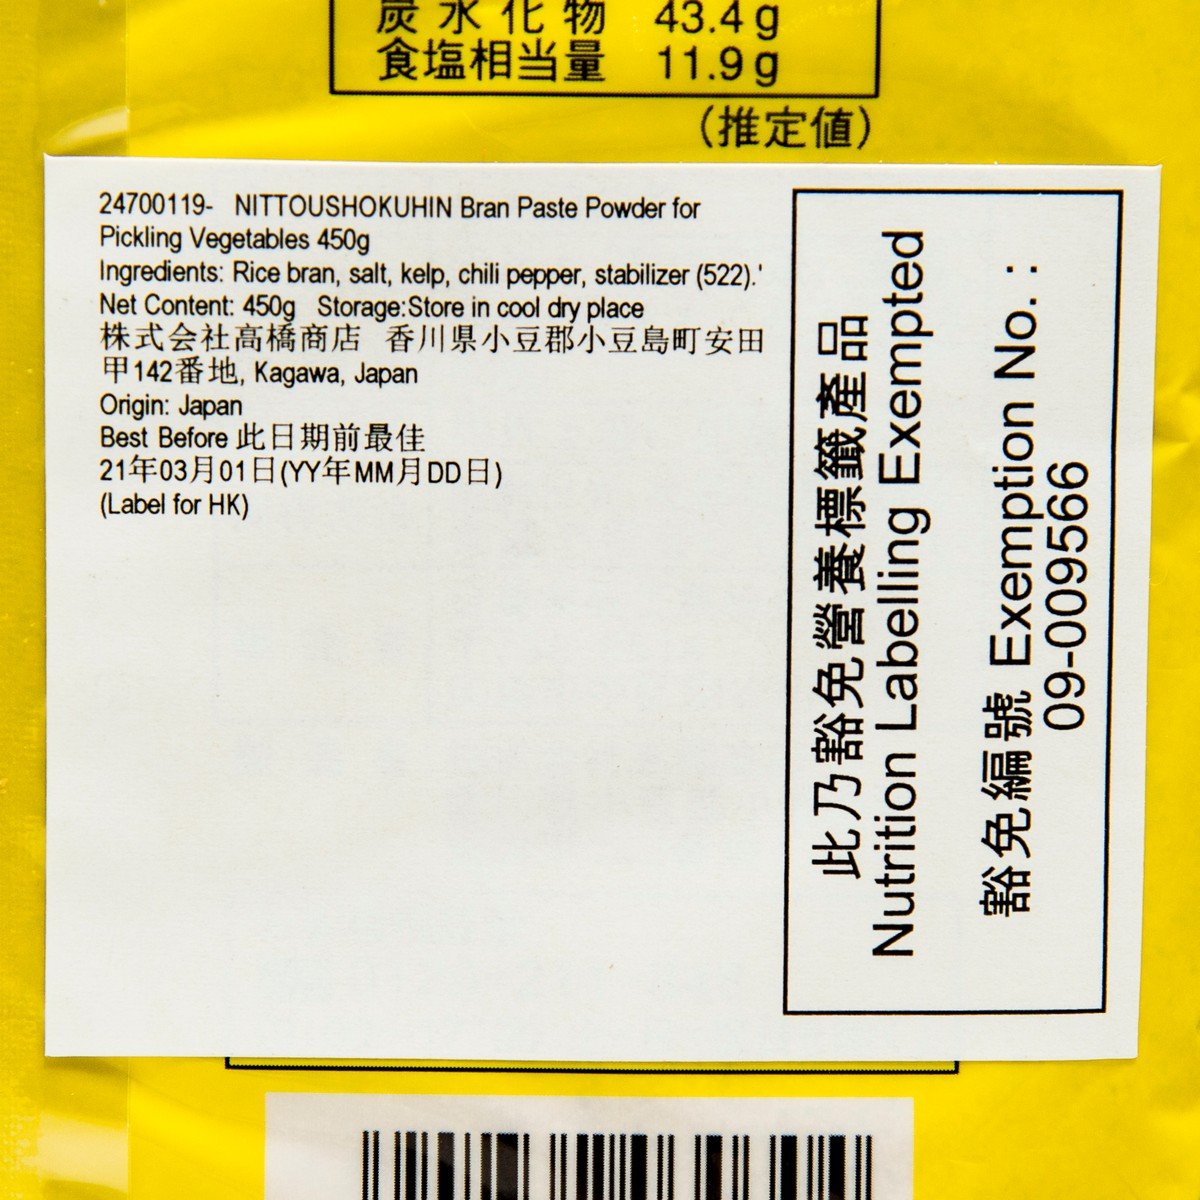 炭水化物 43.4g
食塩相当量 11.9g
(推定値)
24700119- NITTOUSHOKUHIN Bran Paste Powder for
Pickling Vegetables 450g
Ingredients: Rice bran, salt, kelp, chili pepper, stabilizer (522).'
Net Content: 450g Storage:Store in cool dry place
株式会社高橋商店 香川県小豆郡小豆島町安田
甲142番地, Kagawa, Japan
Origin: Japan
Best Before 此日期前最佳
21年03月01日(YY年MM月DD日)
(Label for HK)
此乃豁免營養標籤產品
Nutrition Labelling Exempted
豁免編號 Exemption No. :
09-009566